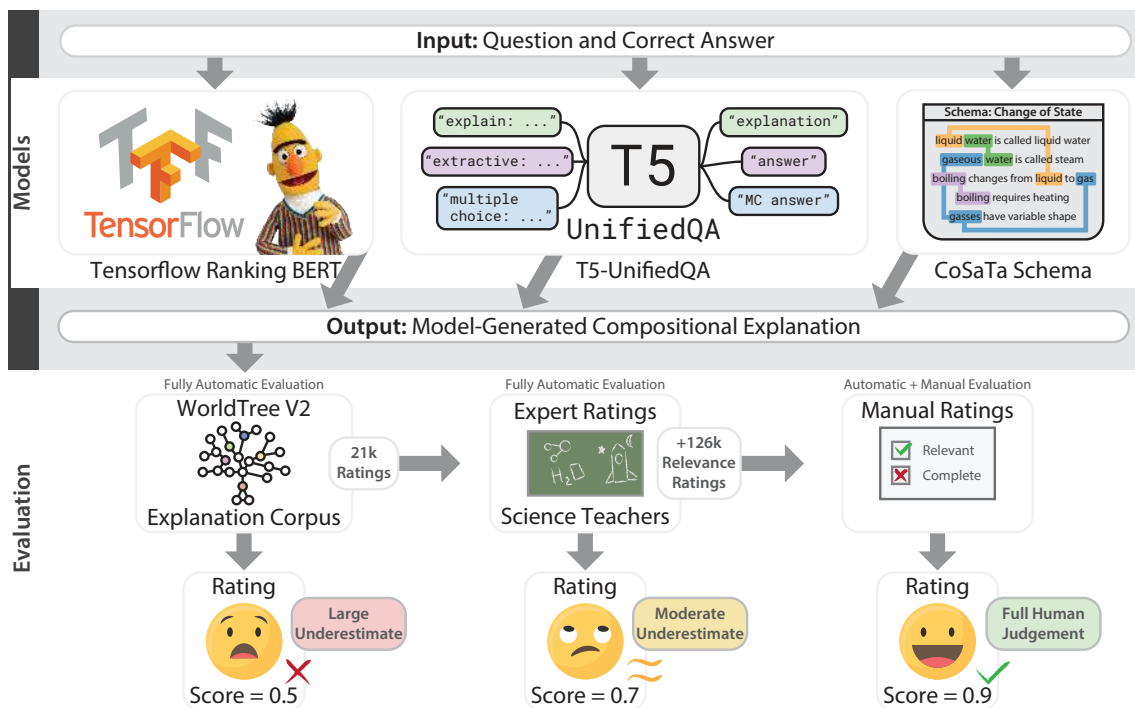 Input: Question and Correct Answer
Models
TensorFlow
Tensorflow Ranking BERT
"explain: ..."
"extractive: ..."
"multiple
choice: ..."
T5
"explanation"
"answer"
"MC answer"
UnifiedQA
T5-UnifiedQA
Schema: Change of State
liquid water is called liquid water
gaseous water is called steam
boiling changes from liquid to gas
boiling requires heating
gasses have variable shape
CoSaTa Schema
Output: Model-Generated Compositional Explanation
Evaluation
Fully Automatic Evaluation
WorldTree V2
21k
Ratings
Explanation Corpus
Rating
Large
Underestimate
Score = 0.5
Fully Automatic Evaluation
Expert Ratings
H₂O
+126k
Relevance
Ratings
Science Teachers
Rating
Moderate
Underestimate
Score = 0.7
Automatic + Manual Evaluation
Manual Ratings
Relevant
Complete
Rating
Full Human
Judgement
Score = 0.9